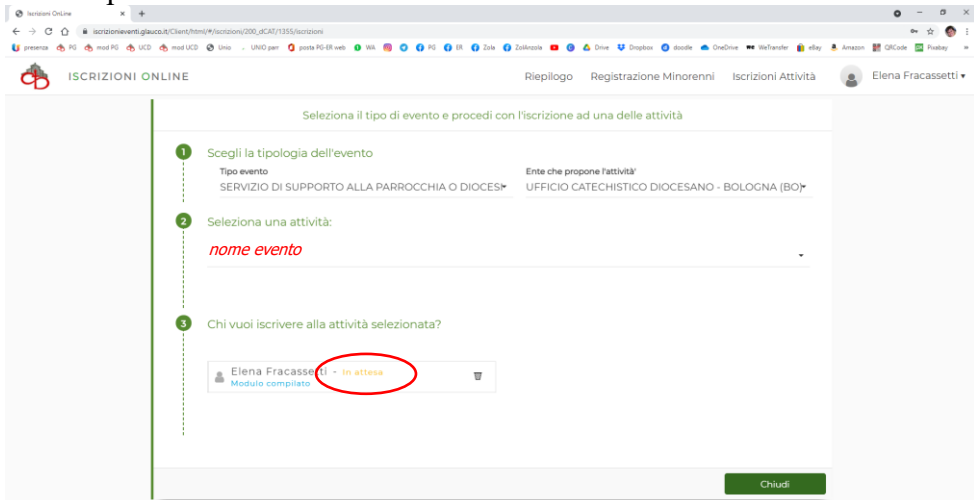 Iscrizioni OnLine
iscrizionieventi.glauco.it/Client/html/#/iscrizioni/200_dCAT/1355/iscrizioni
presenze PG mod PG UCD mod UCD Unio .. UNIO parr posta PG-ER web WA PG ER Zola ZolAnzola Drive Dropbox doodle OneDrive WeTransfer eBay Amazon QRCode Pixabay
ISCRIZIONI ONLINE Riepilogo Registrazione Minorenni Iscrizioni Attività Elena Fracassetti
Seleziona il tipo di evento e procedi con l'iscrizione ad una delle attività
1 Scegli la tipologia dell'evento
Tipo evento Ente che propone l'attività'
SERVIZIO DI SUPPORTO ALLA PARROCCHIA O DIOCESI UFFICIO CATECHISTICO DIOCESANO - BOLOGNA (BO)
2 Seleziona una attività:
nome evento
3 Chi vuoi iscrivere alla attività selezionata?
Elena Fracassetti - In attesa
Modulo compilato
Chiudi